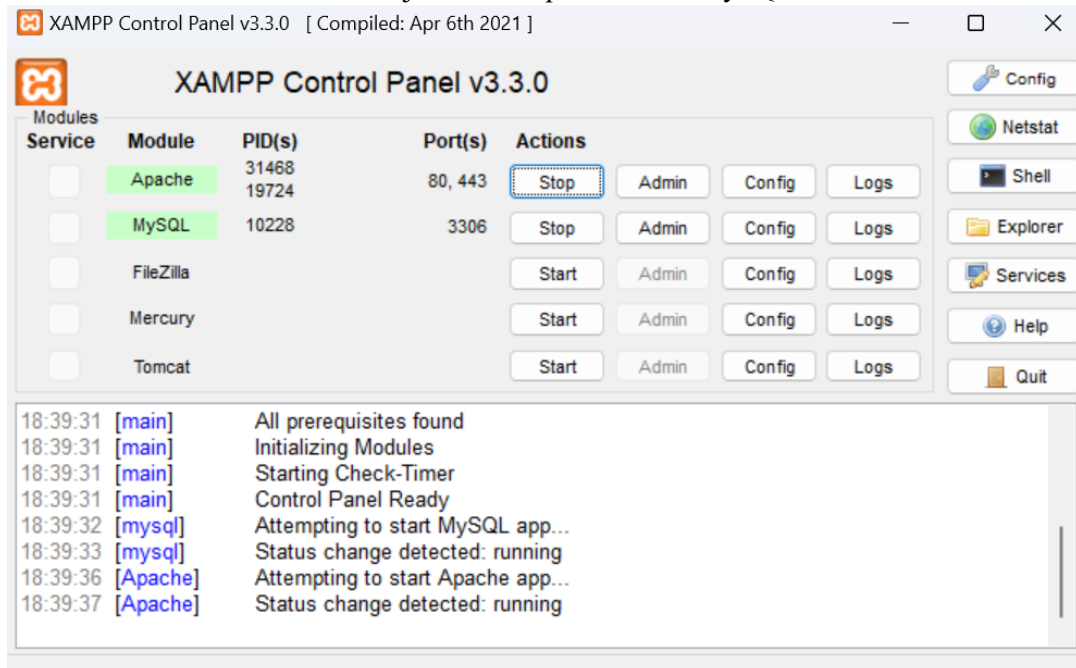 XAMPP Control Panel v3.3.0 [ Compiled: Apr 6th 2021 ]
XAMPP Control Panel v3.3.0
Config
Modules
Service Module PID(s) Port(s) Actions
Netstat
Apache 31468 19724 80, 443 Stop Admin Config Logs
Shell
MySQL 10228 3306 Stop Admin Config Logs
Explorer
FileZilla Start Admin Config Logs
Services
Mercury Start Admin Config Logs
Help
Tomcat Start Admin Config Logs
Quit
18:39:31 [main] All prerequisites found
18:39:31 [main] Initializing Modules
18:39:31 [main] Starting Check-Timer
18:39:31 [main] Control Panel Ready
18:39:32 [mysql] Attempting to start MySQL app...
18:39:33 [mysql] Status change detected: running
18:39:36 [Apache] Attempting to start Apache app...
18:39:37 [Apache] Status change detected: running